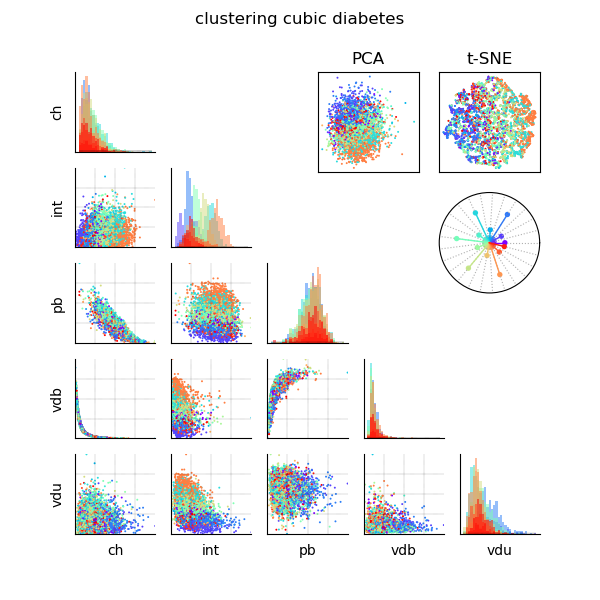 clustering cubic diabetes
PCA
t-SNE
ch
int
pb
vdb
vdu
ch
int
pb
vdb
vdu